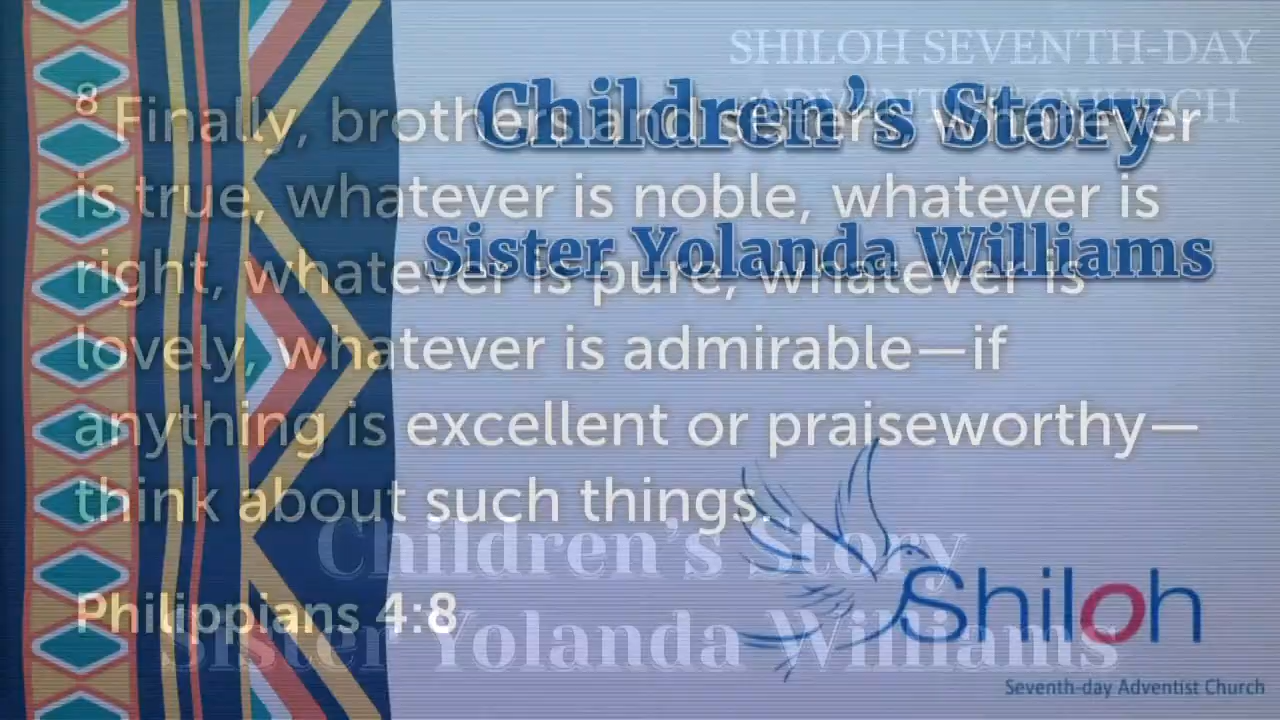 SHILOH SEVENTH-DAY
ADVENTIST CHURCH
Children's Story
Sister Yolanda Williams
8 Finally, brothers and sisters, whatever
is true, whatever is noble, whatever is
right, whatever is pure, whatever is
lovely, whatever is admirable—if
anything is excellent or praiseworthy—
think about such things.
Philippians 4:8
Children's Story
Sister Yolanda Williams
Shiloh
Seventh-day Adventist Church